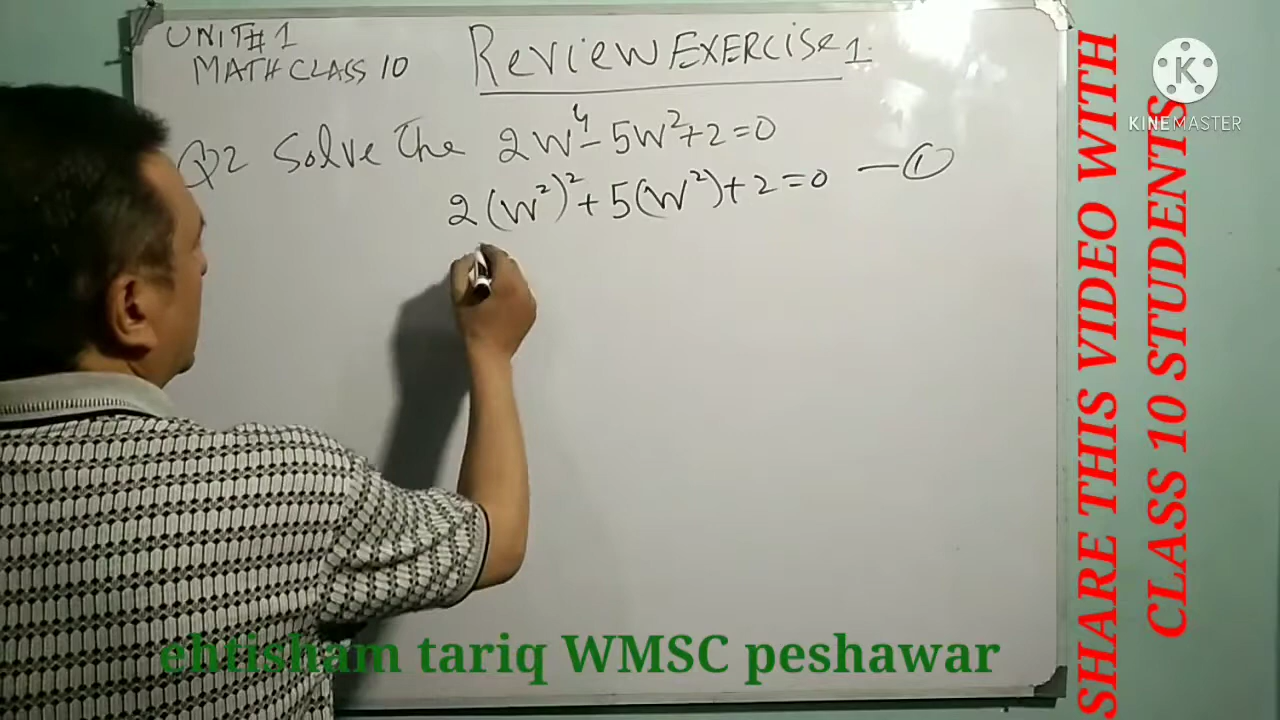 UNIT#1
MATH CLASS 10
Review EXERCISE 1.
Q2 Solve the 2w⁴-5w²+2=0
2(w²)²+5(w²)+2=0 —①
K
KINEMASTER
SHARE THIS VIDEO WITH
CLASS 10 STUDENTS
ehtisham tariq WMSC peshawar